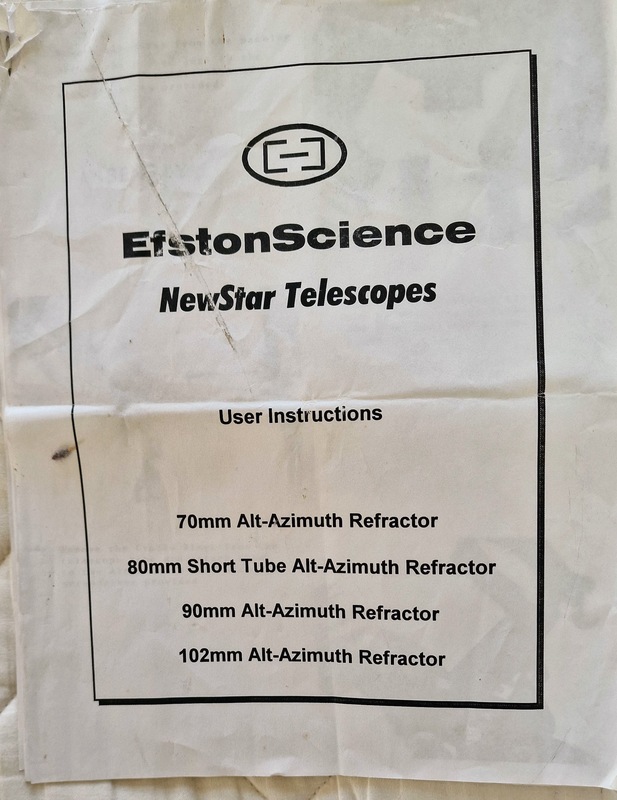 EfstonScience
NewStar Telescopes
User Instructions
70mm Alt-Azimuth Refractor
80mm Short Tube Alt-Azimuth Refractor
90mm Alt-Azimuth Refractor
102mm Alt-Azimuth Refractor